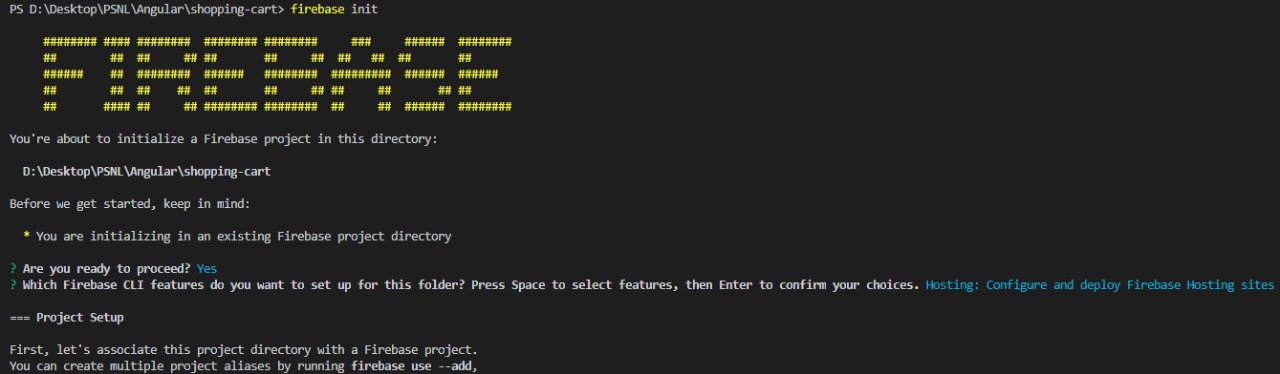 PS D:\Desktop\PSNL\Angular\shopping-cart> firebase init
FIREBASE
You're about to initialize a Firebase project in this directory:
D:\Desktop\PSNL\Angular\shopping-cart
Before we get started, keep in mind:
* You are initializing in an existing Firebase project directory
? Are you ready to proceed? Yes
? Which Firebase CLI features do you want to set up for this folder? Press Space to select features, then Enter to confirm your choices. Hosting: Configure and deploy Firebase Hosting sites
=== Project Setup
First, let's associate this project directory with a Firebase project.
You can create multiple project aliases by running firebase use --add,